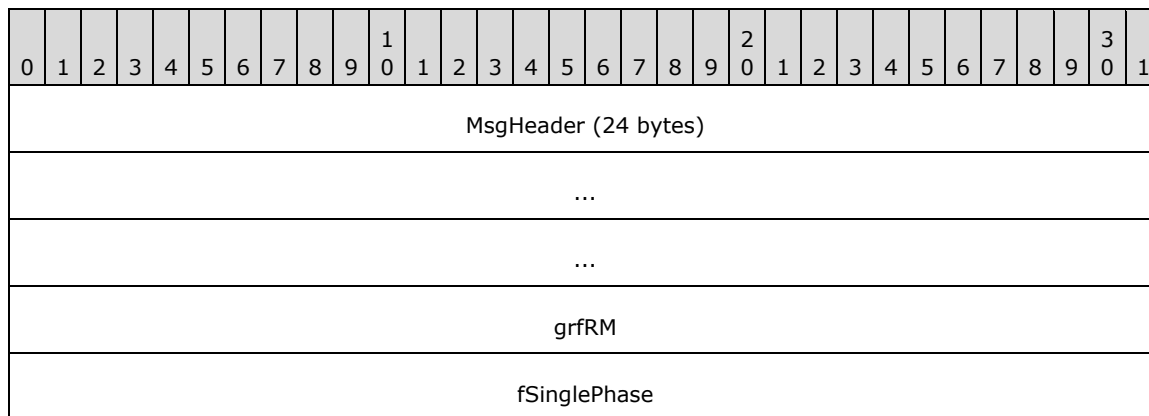 1 2 3
0 1 2 3 4 5 6 7 8 9 0 1 2 3 4 5 6 7 8 9 0 1 2 3 4 5 6 7 8 9 0 1
MsgHeader (24 bytes)
...
...
grfRM
fSinglePhase